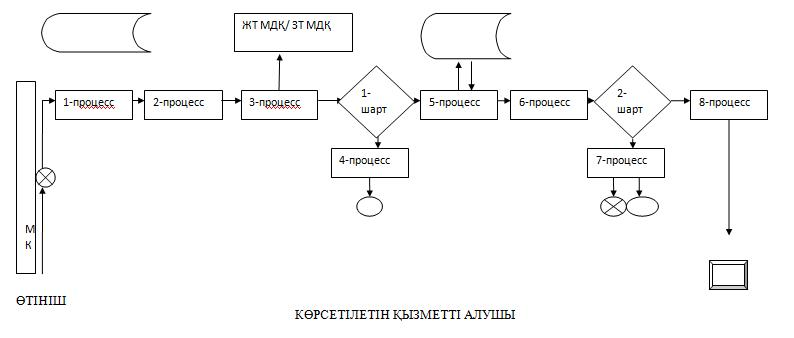 ЖТ МДҚ/ ЗТ МДҚ
1-процесс
2-процесс
3-процесс
1-
шарт
5-процесс
6-процесс
2-
шарт
8-процесс
4-процесс
7-процесс
М
К
ӨТІНІШ
КӨРСЕТІЛЕТІН ҚЫЗМЕТТІ АЛУШЫ